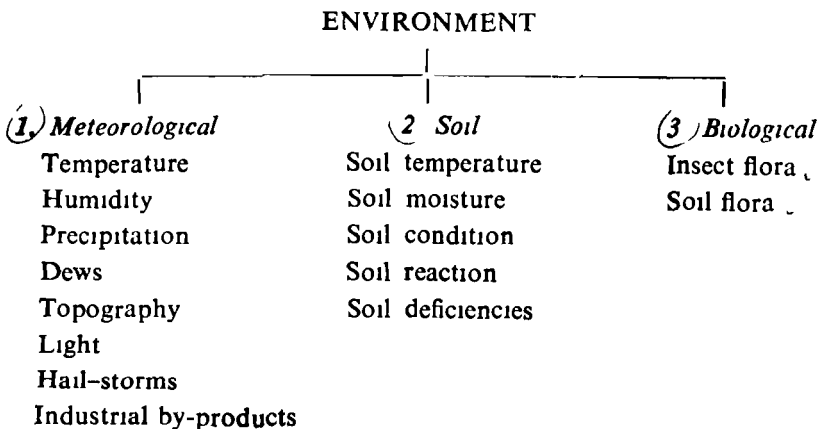 ENVIRONMENT
(1,) Meteorological
Temperature
Humidity
Precipitation
Dews
Topography
Light
Hail-storms
Industrial by-products
(2 Soil
Soil temperature
Soil moisture
Soil condition
Soil reaction
Soil deficiencies
(3) Biological
Insect flora
Soil flora